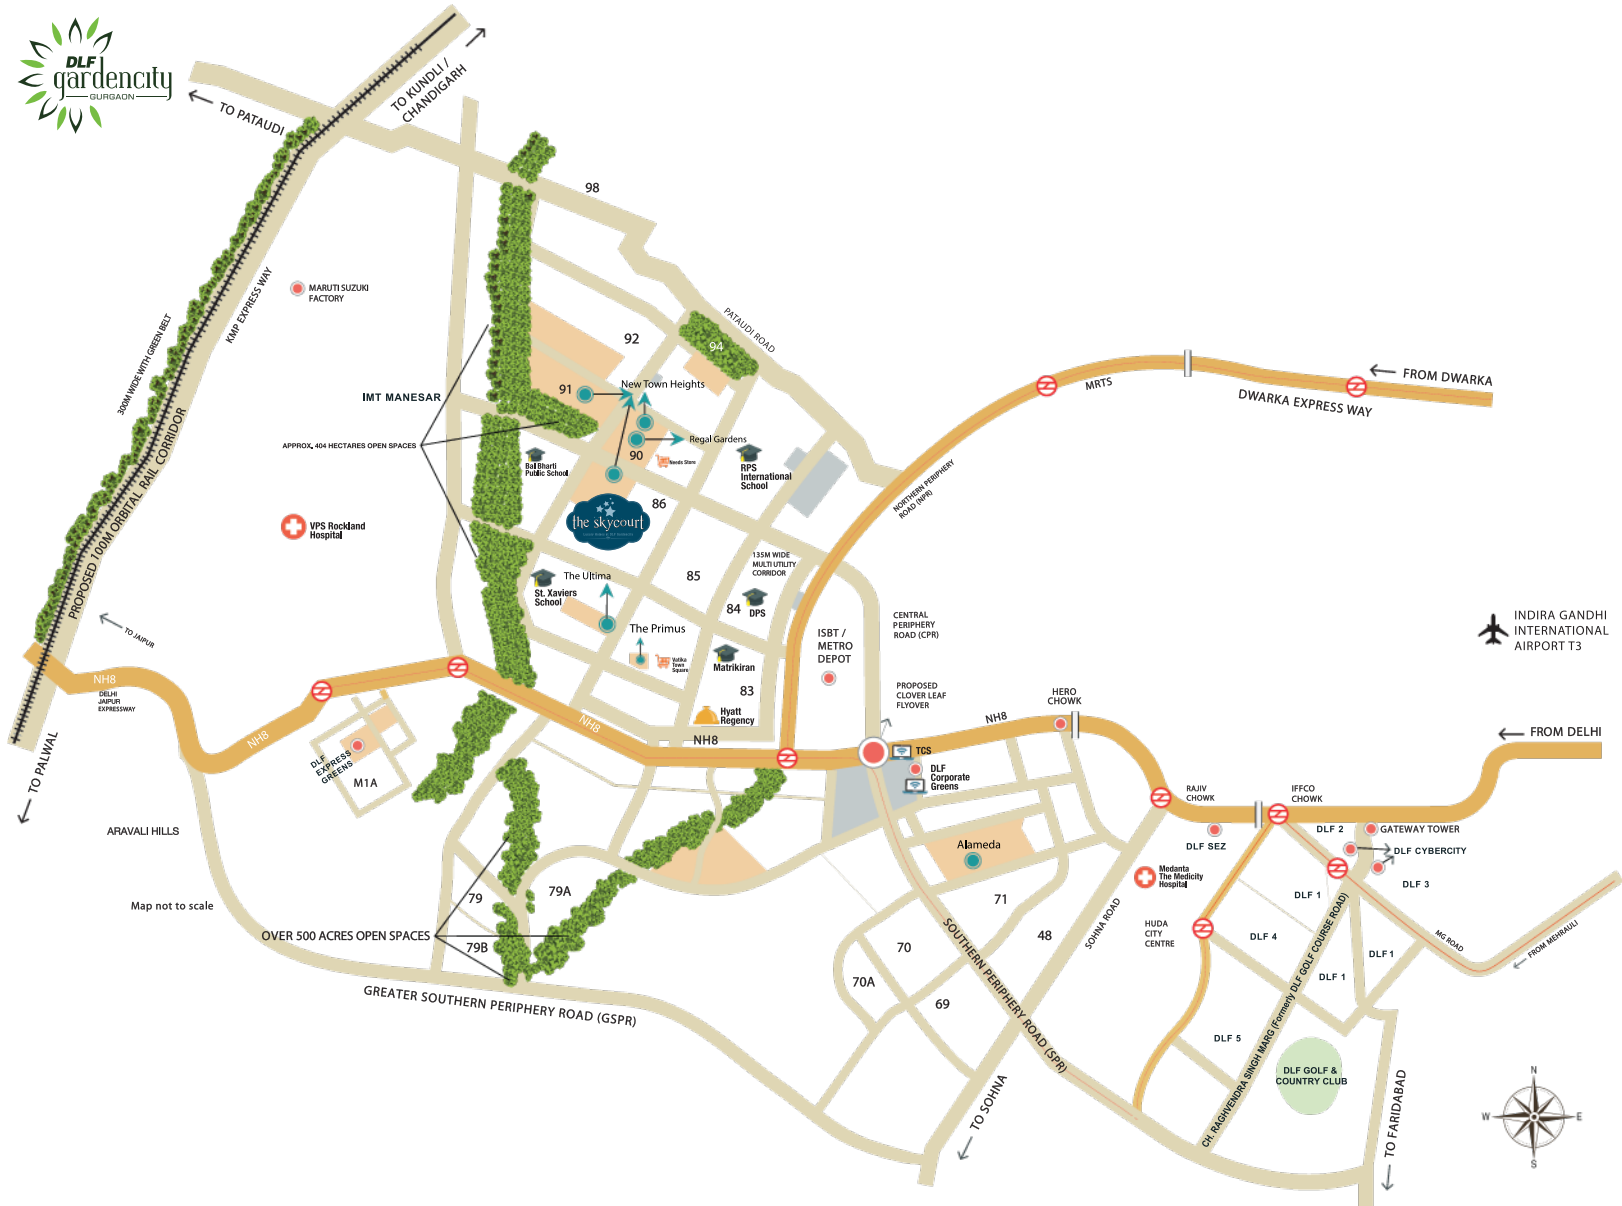 DLF
gardencity
GURGAON
TO PATAUDI
TO KUNDLI /
CHANDIGARH
98
MARUTI SUZUKI
FACTORY
KMP EXPRESS WAY
300M WIDE WITH GREEN BELT
PROPOSED 100M ORBITAL RAIL CORRIDOR
IMT MANESAR
APPROX. 404 HECTARES OPEN SPACES
92
94
PATAUDI ROAD
91
New Town Heights
Regal Gardens
90
Needs Store
Bal Bharti
Public School
RPS
International
School
86
the skycourt
VPS Rockland
Hospital
135M WIDE
MULTI UTILITY
CORRIDOR
85
84
DPS
The Ultima
St. Xaviers
School
The Primus
Vatika
Town
Square
Matrikiran
83
Hyatt
Regency
NORTHERN PERIPHERY
ROAD (NPR)
MRTS
FROM DWARKA
DWARKA EXPRESS WAY
CENTRAL
PERIPHERY
ROAD (CPR)
ISBT /
METRO
DEPOT
PROPOSED
CLOVER LEAF
FLYOVER
INDIRA GANDHI
INTERNATIONAL
AIRPORT T3
TO JAIPUR
NH8
DELHI
JAIPUR
EXPRESSWAY
NH8
NH8
NH8
NH8
HERO
CHOWK
FROM DELHI
TO PALWAL
DLF
EXPRESS
GREENS
M1A
TCS
DLF
Corporate
Greens
RAJIV
CHOWK
IFFCO
CHOWK
DLF SEZ
DLF 2
GATEWAY TOWER
DLF CYBERCITY
DLF 3
ARAVALI HILLS
Map not to scale
Alameda
Medanta
The Medicity
Hospital
79
79A
79B
OVER 500 ACRES OPEN SPACES
71
48
70
70A
69
SOHNA ROAD
HUDA
CITY
CENTRE
DLF 1
DLF 4
DLF 1
DLF 1
MG ROAD
FROM MEHRAULI
GREATER SOUTHERN PERIPHERY ROAD (GSPR)
SOUTHERN PERIPHERY ROAD (SPR)
DLF 5
CH. RAGHVENDRA SINGH MARG (Formerly DLF GOLF COURSE ROAD)
DLF GOLF &
COUNTRY CLUB
TO SOHNA
TO FARIDABAD
N
W
E
S